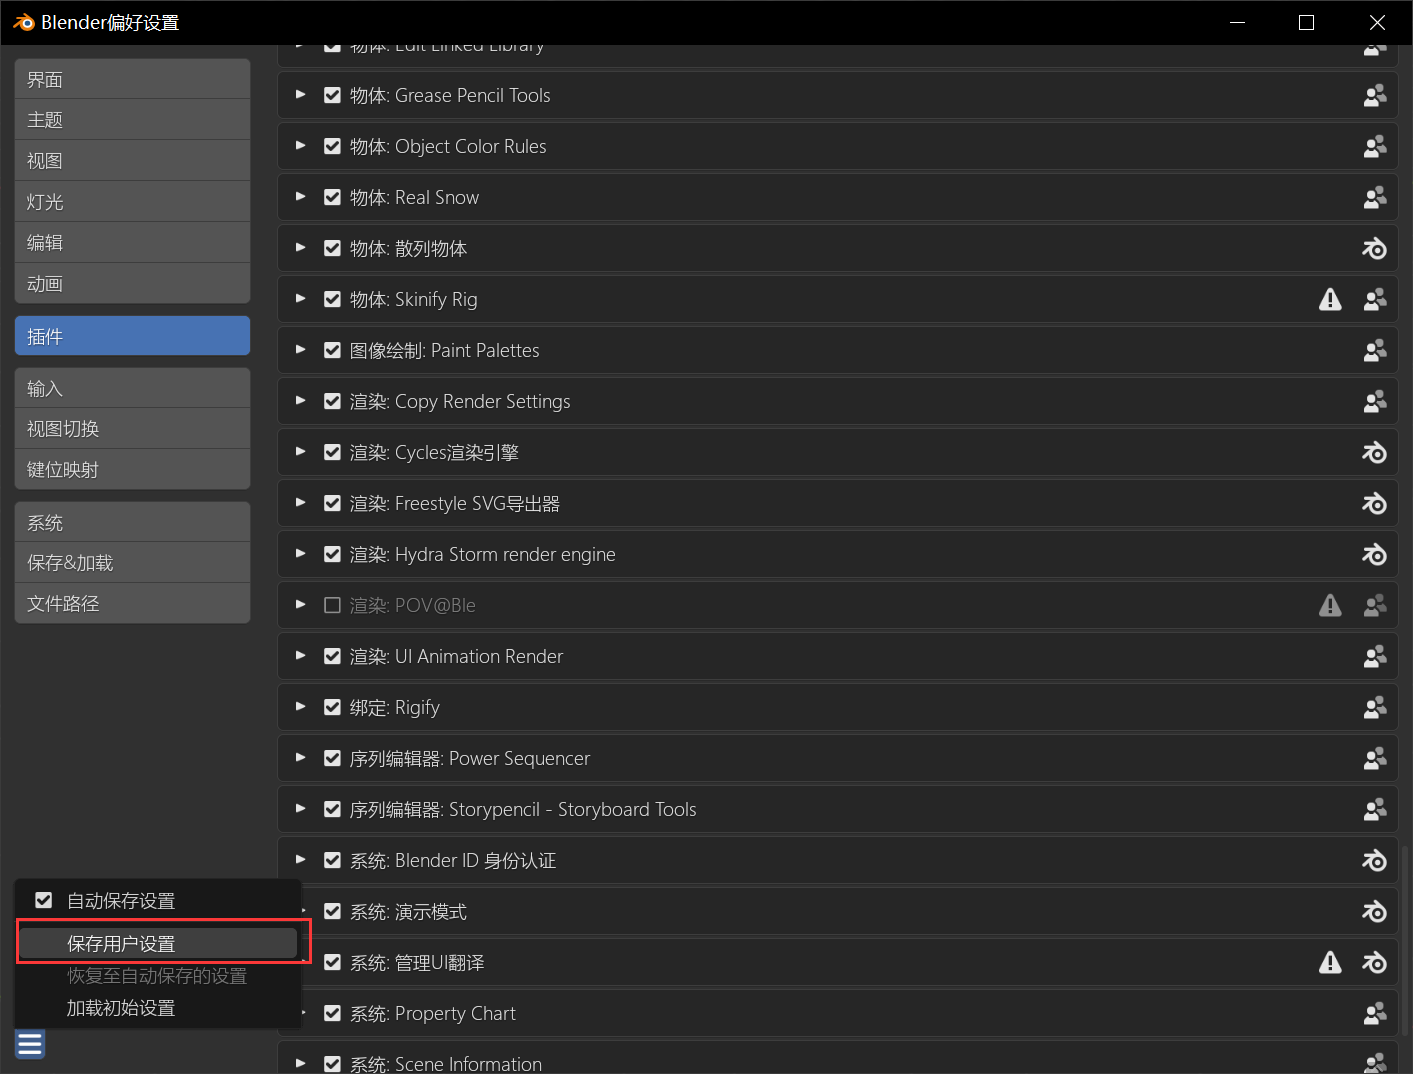 Blender偏好设置
界面
主题
视图
灯光
编辑
动画
插件
输入
视图切换
键位映射
系统
保存&加载
文件路径
物体: Edit Linked Library
物体: Grease Pencil Tools
物体: Object Color Rules
物体: Real Snow
物体: 散列物体
物体: Skinify Rig
图像绘制: Paint Palettes
渲染: Copy Render Settings
渲染: Cycles渲染引擎
渲染: Freestyle SVG导出器
渲染: Hydra Storm render engine
渲染: POV@Ble
渲染: UI Animation Render
绑定: Rigify
序列编辑器: Power Sequencer
序列编辑器: Storypencil - Storyboard Tools
系统: Blender ID 身份认证
系统: 演示模式
系统: 管理UI翻译
系统: Property Chart
系统: Scene Information
自动保存设置
保存用户设置
恢复至自动保存的设置
加载初始设置